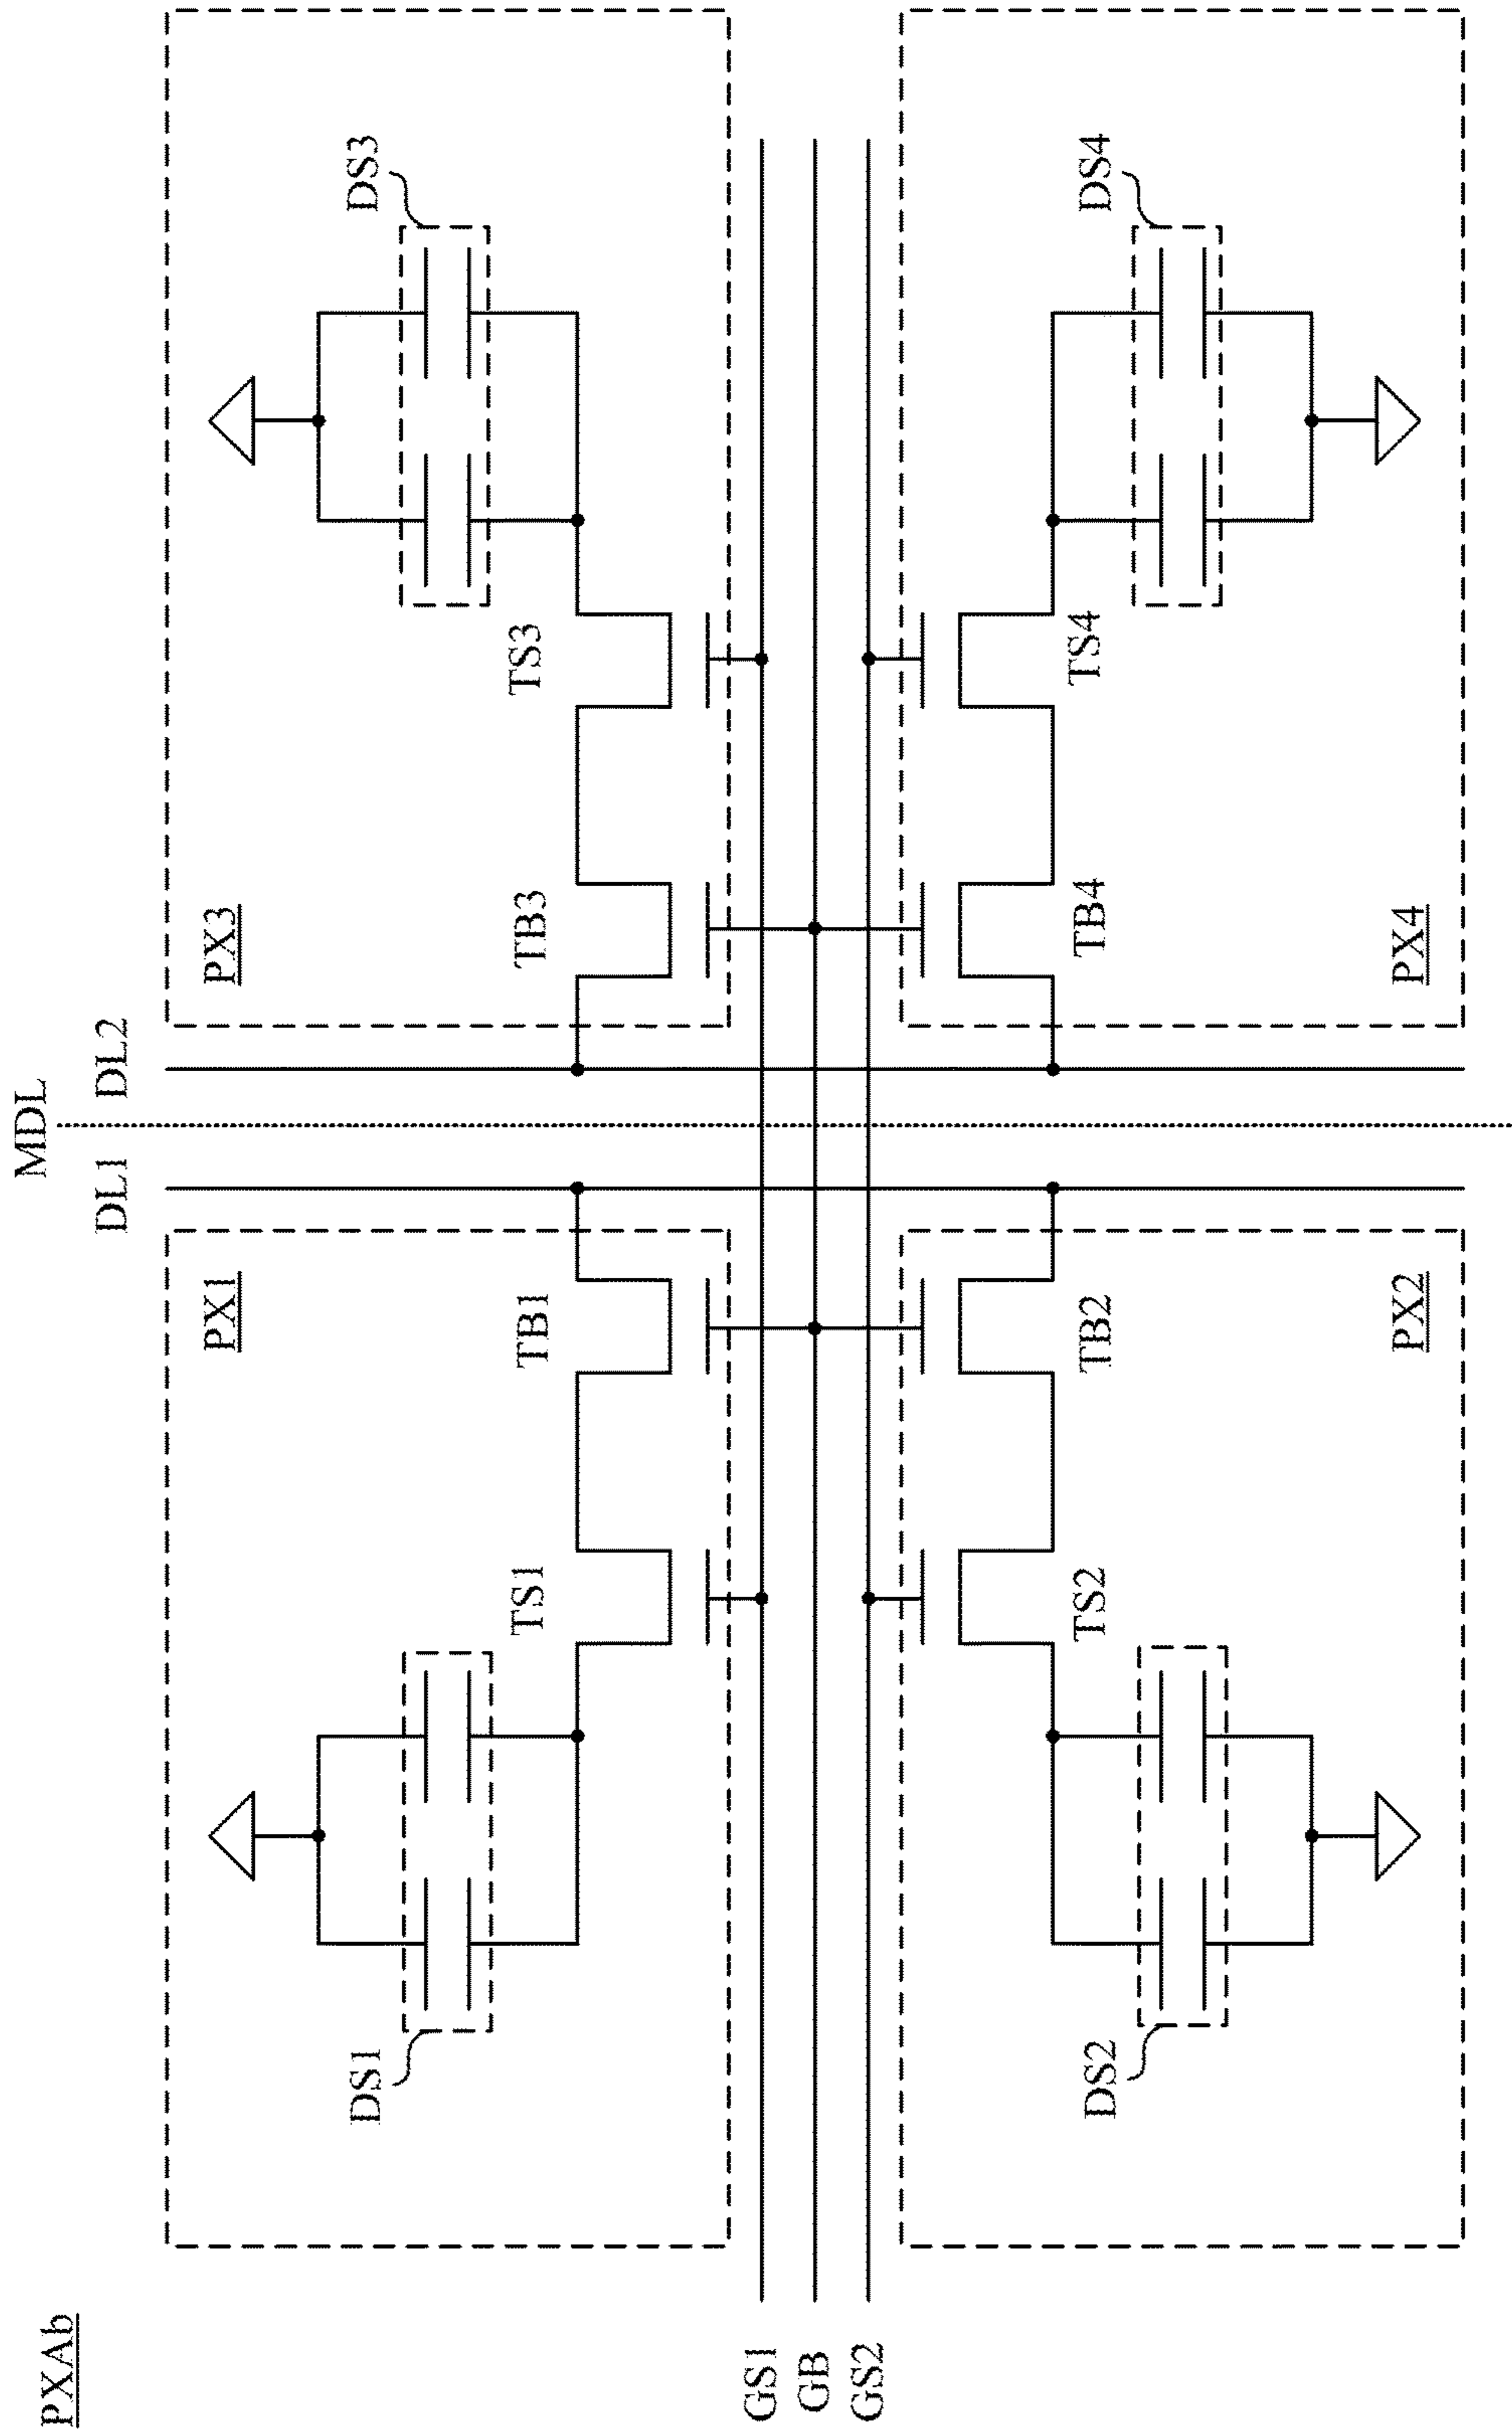 PXAb
MDL
DL1
DL2
PX1
TB1
TS1
DS1
PX3
TB3
TS3
DS3
GS1
GB
GS2
PX2
TB2
TS2
DS2
PX4
TB4
TS4
DS4